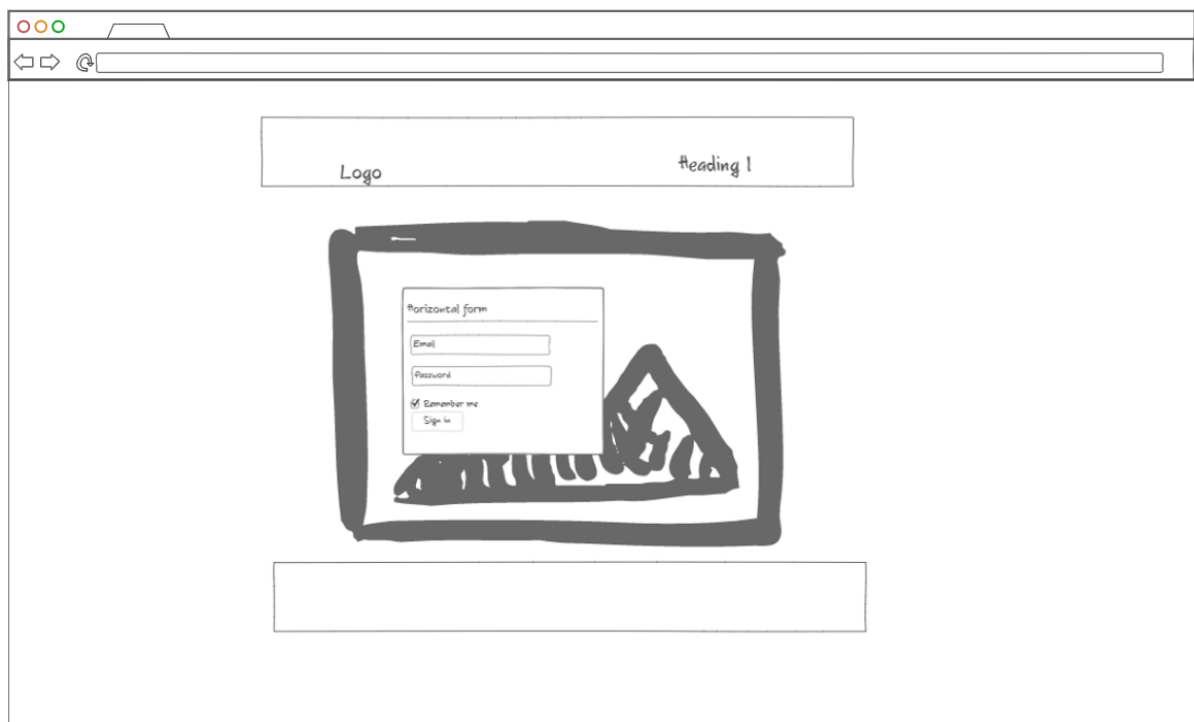 Logo
Heading 1
Horizontal form
Email
Password
Remember me
Sign in